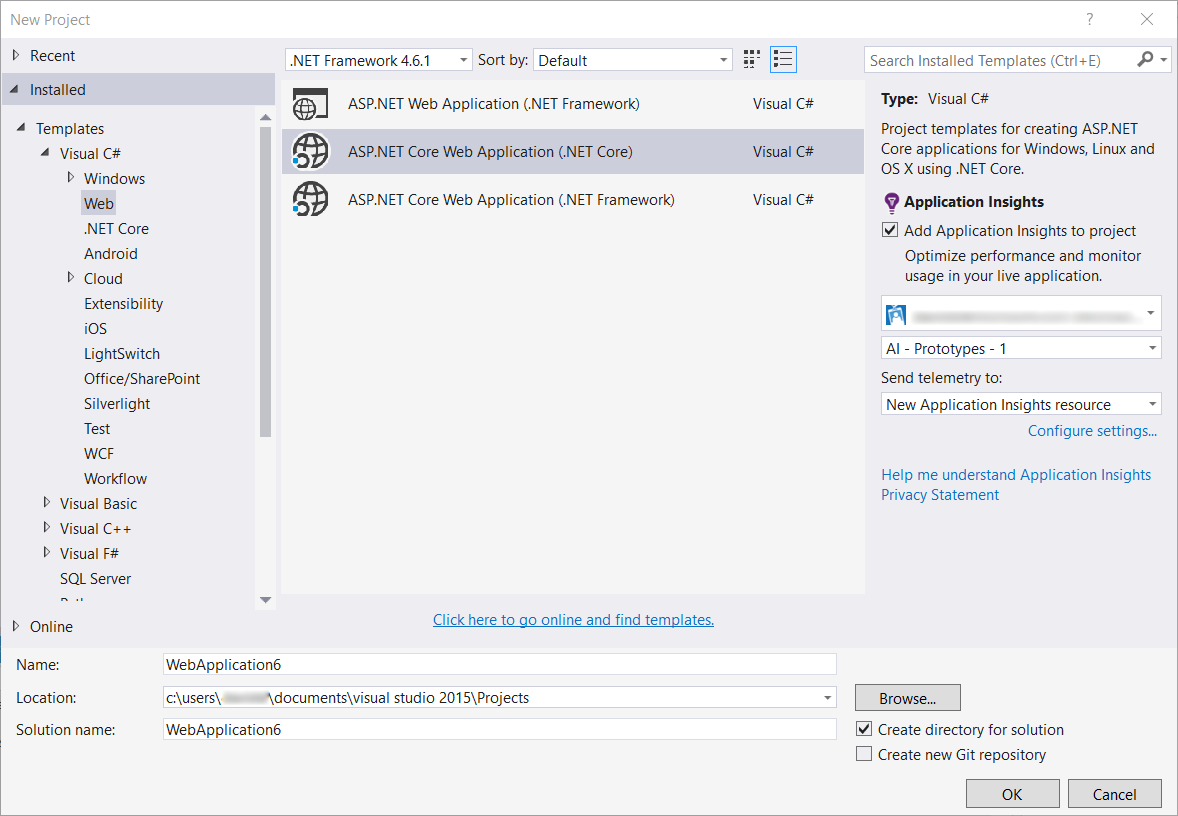 New Project
?
Recent
Installed
Templates
Visual C#
Windows
Web
.NET Core
Android
Cloud
Extensibility
iOS
LightSwitch
Office/SharePoint
Silverlight
Test
WCF
Workflow
Visual Basic
Visual C++
Visual F#
SQL Server
Online
.NET Framework 4.6.1
Sort by: Default
ASP.NET Web Application (.NET Framework) Visual C#
ASP.NET Core Web Application (.NET Core) Visual C#
ASP.NET Core Web Application (.NET Framework) Visual C#
Click here to go online and find templates.
Search Installed Templates (Ctrl+E)
Type: Visual C#
Project templates for creating ASP.NET
Core applications for Windows, Linux and
OS X using .NET Core.
Application Insights
Add Application Insights to project
Optimize performance and monitor
usage in your live application.
AI - Prototypes - 1
Send telemetry to:
New Application Insights resource
Configure settings...
Help me understand Application Insights
Privacy Statement
Name: WebApplication6
Location: c:\users\ \documents\visual studio 2015\Projects
Browse...
Solution name: WebApplication6
Create directory for solution
Create new Git repository
OK Cancel